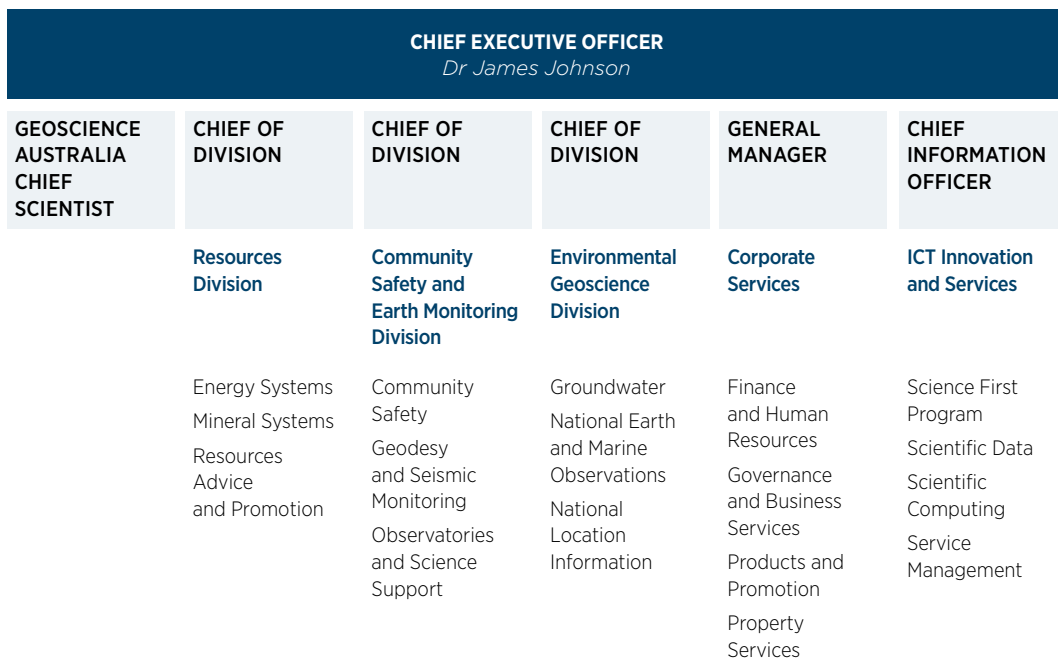 CHIEF EXECUTIVE OFFICER
Dr James Johnson
GEOSCIENCE
AUSTRALIA
CHIEF
SCIENTIST
CHIEF OF
DIVISION
CHIEF OF
DIVISION
CHIEF OF
DIVISION
GENERAL
MANAGER
CHIEF
INFORMATION
OFFICER
Resources
Division
Community
Safety and
Earth Monitoring
Division
Environmental
Geoscience
Division
Corporate
Services
ICT Innovation
and Services
Energy Systems
Mineral Systems
Resources
Advice
and Promotion
Community
Safety
Geodesy
and Seismic
Monitoring
Observatories
and Science
Support
Groundwater
National Earth
and Marine
Observations
National
Location
Information
Finance
and Human
Resources
Governance
and Business
Services
Products and
Promotion
Property
Services
Science First
Program
Scientific Data
Scientific
Computing
Service
Management